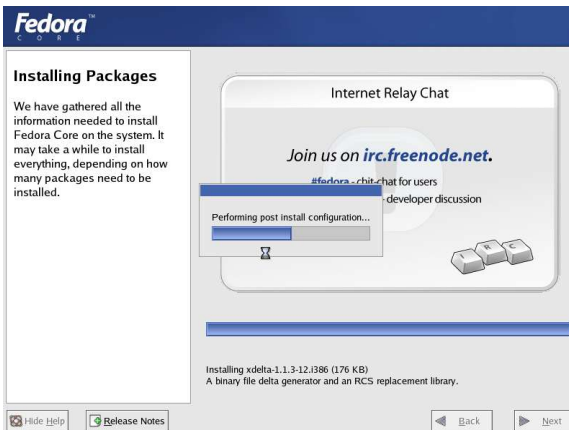 Fedora™
CORE
Installing Packages
We have gathered all the
information needed to install
Fedora Core on the system. It
may take a while to install
everything, depending on how
many packages need to be
installed.
Internet Relay Chat
Join us on irc.freenode.net.
#fedora - chit-chat for users
- developer discussion
Performing post install configuration...
I R C
Installing xdelta-1.1.3-12.i386 (176 KB)
A binary file delta generator and an RCS replacement library.
Hide Help
Release Notes
Back
Next